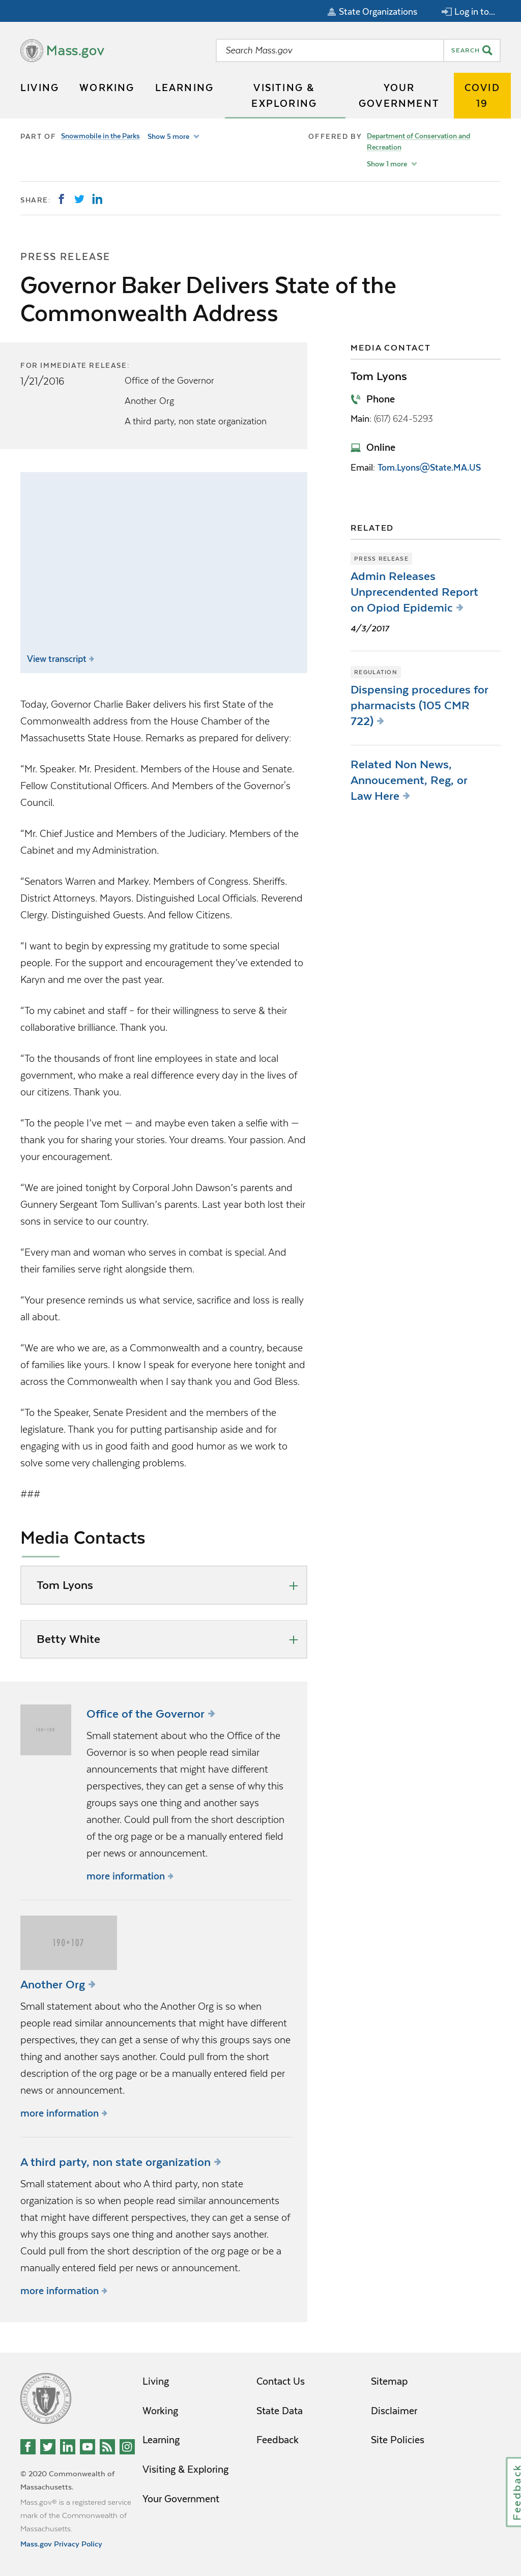 State Organizations
Log in to...
Mass.gov
Search Mass.gov
SEARCH
LIVING
WORKING
LEARNING
VISITING &
EXPLORING
YOUR
GOVERNMENT
COVID
19
PART OF
Snowmobile in the Parks
Show 5 more
OFFERED BY
Department of Conservation and
Recreation
Show 1 more
SHARE:
PRESS RELEASE
Governor Baker Delivers State of the
Commonwealth Address
FOR IMMEDIATE RELEASE:
1/21/2016
Office of the Governor
Another Org
A third party, non state organization
View transcript
Today, Governor Charlie Baker delivers his first State of the
Commonwealth address from the House Chamber of the
Massachusetts State House. Remarks as prepared for delivery:
“Mr. Speaker. Mr. President. Members of the House and Senate.
Fellow Constitutional Officers. And Members of the Governor's
Council.
“Mr. Chief Justice and Members of the Judiciary. Members of the
Cabinet and my Administration.
“Senators Warren and Markey. Members of Congress. Sheriffs.
District Attorneys. Mayors. Distinguished Local Officials. Reverend
Clergy. Distinguished Guests. And fellow Citizens.
“I want to begin by expressing my gratitude to some special
people. For the support and encouragement they’ve extended to
Karyn and me over the past year.
“To my cabinet and staff – for their willingness to serve & their
collaborative brilliance. Thank you.
“To the thousands of front line employees in state and local
government, who make a real difference every day in the lives of
our citizens. Thank you.
“To the people I’ve met — and maybe even taken a selfie with —
thank you for sharing your stories. Your dreams. Your passion. And
your encouragement.
“We are joined tonight by Corporal John Dawson’s parents and
Gunnery Sergeant Tom Sullivan’s parents. Last year both lost their
sons in service to our country.
“Every man and woman who serves in combat is special. And
their families serve right alongside them.
“Your presence reminds us what service, sacrifice and loss is really
all about.
“We are who we are, as a Commonwealth and a country, because
of families like yours. I know I speak for everyone here tonight and
across the Commonwealth when I say thank you and God Bless.
“To the Speaker, Senate President and the members of the
legislature. Thank you for putting partisanship aside and for
engaging with us in good faith and good humor as we work to
solve some very challenging problems.
###
Media Contacts
Tom Lyons
Betty White
MEDIA CONTACT
Tom Lyons
Phone
Main: (617) 624-5293
Online
Email: Tom.Lyons@State.MA.US
RELATED
PRESS RELEASE
Admin Releases
Unprecendented Report
on Opiod Epidemic
4/3/2017
REGULATION
Dispensing procedures for
pharmacists (105 CMR
722)
Related Non News,
Annoucement, Reg, or
Law Here
Office of the Governor
Small statement about who the Office of the
Governor is so when people read similar
announcements that might have different
perspectives, they can get a sense of why this
groups says one thing and another says
another. Could pull from the short description
of the org page or be a manually entered field
per news or announcement.
more information
190×107
Another Org
Small statement about who the Another Org is so when
people read similar announcements that might have different
perspectives, they can get a sense of why this groups says one
thing and another says another. Could pull from the short
description of the org page or be a manually entered field per
news or announcement.
more information
A third party, non state organization
Small statement about who A third party, non state
organization is so when people read similar announcements
that might have different perspectives, they can get a sense of
why this groups says one thing and another says another.
Could pull from the short description of the org page or be a
manually entered field per news or announcement.
more information
Living
Working
Learning
Visiting & Exploring
Your Government
Contact Us
State Data
Feedback
Sitemap
Disclaimer
Site Policies
© 2020 Commonwealth of
Massachusetts.
Mass.gov® is a registered service
mark of the Commonwealth of
Massachusetts.
Mass.gov Privacy Policy
Feedback